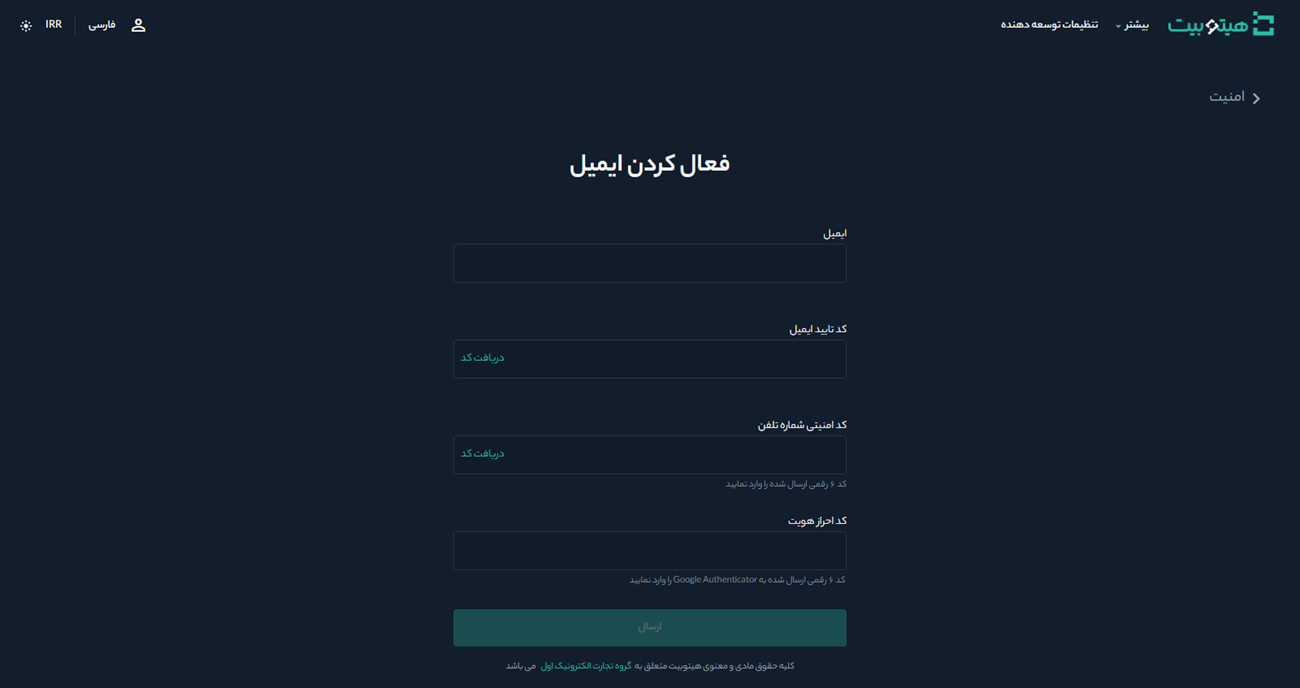 هیتوبیت
بیشتر
تنظیمات توسعه دهنده
فارسی
IRR
امنیت
فعال کردن ایمیل
ایمیل
کد تایید ایمیل
دریافت کد
کد امنیتی شماره تلفن
دریافت کد
کد ۶ رقمی ارسال شده را وارد نمایید
کد احراز هویت
کد ۶ رقمی ارسال شده به Google Authenticator را وارد نمایید
ارسال
کلیه حقوق مادی و معنوی هیتوبیت متعلق به گروه تجارت الکترونیک اول می باشد